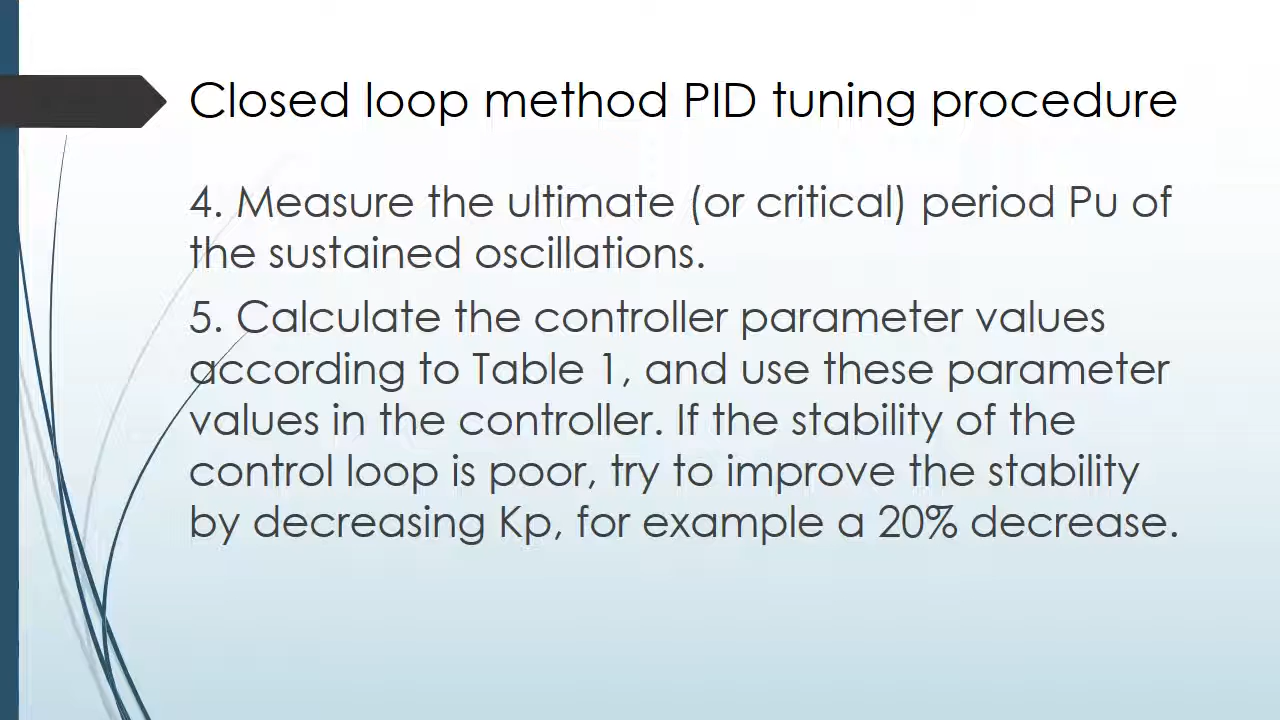 Closed loop method PID tuning procedure
4. Measure the ultimate (or critical) period Pu of
the sustained oscillations.
5. Calculate the controller parameter values
according to Table 1, and use these parameter
values in the controller. If the stability of the
control loop is poor, try to improve the stability
by decreasing Kp, for example a 20% decrease.